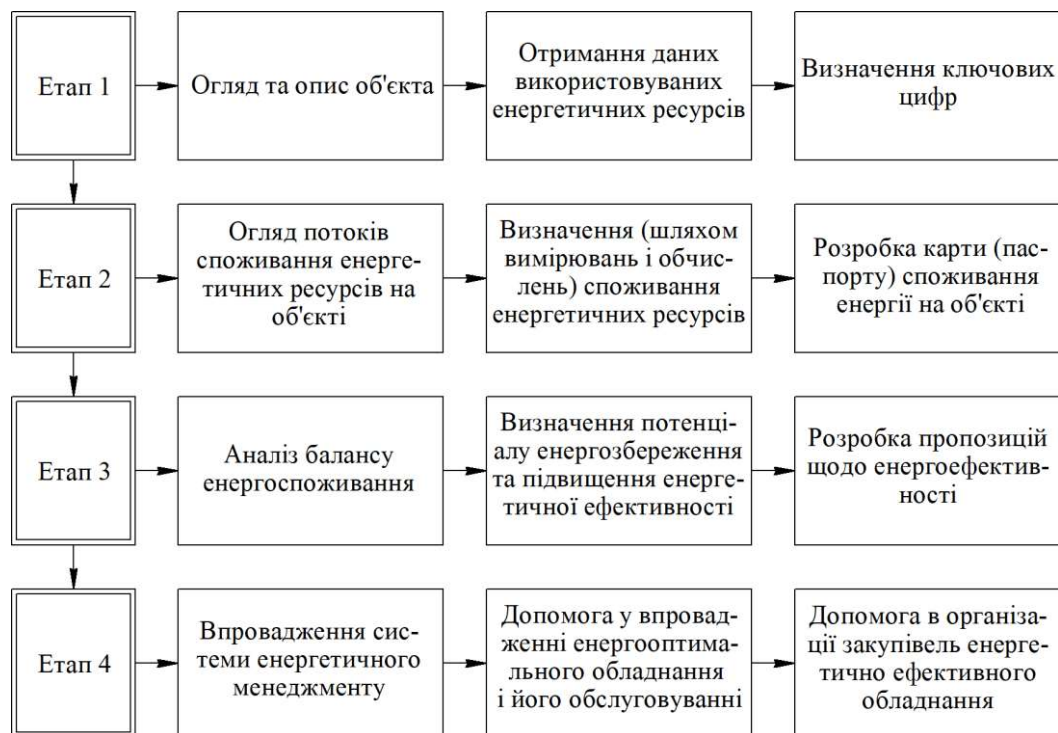 Етап 1
Огляд та опис об'єкта
Отримання даних
використовуваних
енергетичних ресурсів
Визначення ключових
цифр
Етап 2
Огляд потоків
споживання енерге-
тичних ресурсів на
об'єкті
Визначення (шляхом
вимірювань і обчис-
лень) споживання
енергетичних ресурсів
Розробка карти (пас-
порту) споживання
енергії на об'єкті
Етап 3
Аналіз балансу
енергоспоживання
Визначення потенці-
алу енергозбереження
та підвищення енерге-
тичної ефективності
Розробка пропозицій
щодо енергоефектив-
ності
Етап 4
Впровадження сис-
теми енергетичного
менеджменту
Допомога у впровад-
женні енергооптима-
льного обладнання
і його обслуговуванні
Допомога в організа-
ції закупівель енерге-
тично ефективного
обладнання